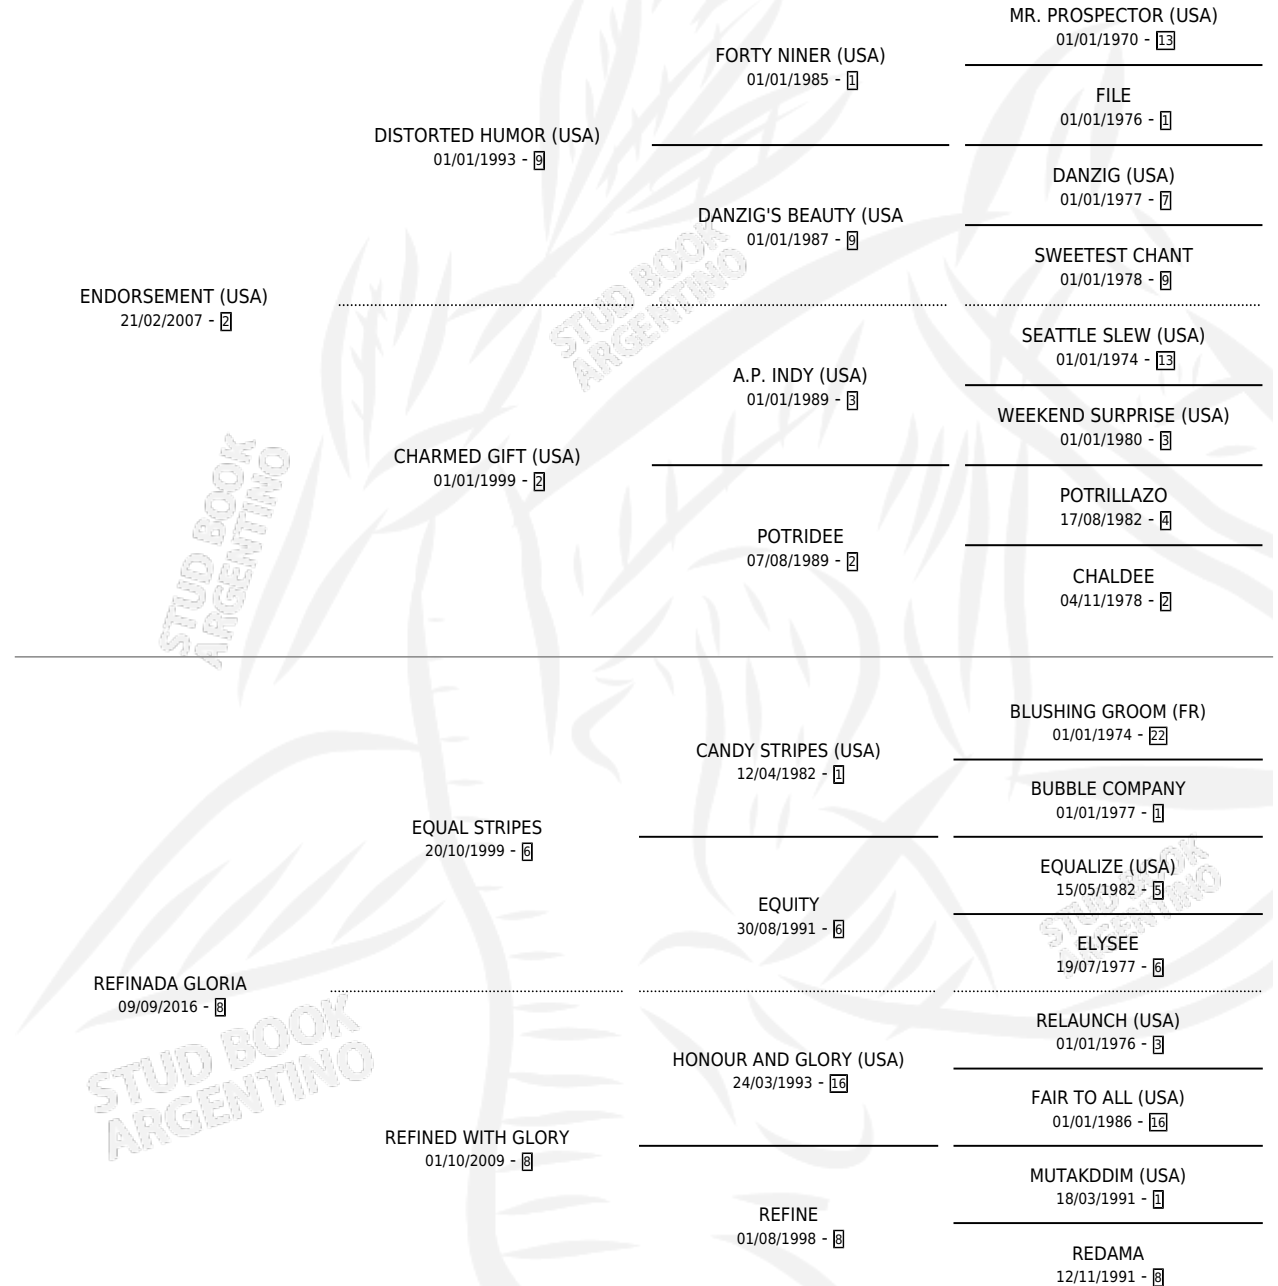 MR. PROSPECTOR (USA)
01/01/1970 - 13
FORTY NINER (USA)
01/01/1985 - 1
FILE
01/01/1976 - 1
DISTORTED HUMOR (USA)
01/01/1993 - 9
DANZIG (USA)
01/01/1977 - 7
DANZIG'S BEAUTY (USA
01/01/1987 - 9
SWEETEST CHANT
01/01/1978 - 9
ENDORSEMENT (USA)
21/02/2007 - 2
SEATTLE SLEW (USA)
01/01/1974 - 13
A.P. INDY (USA)
01/01/1989 - 3
WEEKEND SURPRISE (USA)
01/01/1980 - 3
CHARMED GIFT (USA)
01/01/1999 - 2
POTRILLAZO
17/08/1982 - 4
POTRIDEE
07/08/1989 - 2
CHALDEE
04/11/1978 - 2
BLUSHING GROOM (FR)
01/01/1974 - 22
CANDY STRIPES (USA)
12/04/1982 - 1
BUBBLE COMPANY
01/01/1977 - 1
EQUAL STRIPES
20/10/1999 - 6
EQUALIZE (USA)
15/05/1982 - 5
EQUITY
30/08/1991 - 6
ELYSEE
19/07/1977 - 6
REFINADA GLORIA
09/09/2016 - 8
RELAUNCH (USA)
01/01/1976 - 3
HONOUR AND GLORY (USA)
24/03/1993 - 16
FAIR TO ALL (USA)
01/01/1986 - 16
REFINED WITH GLORY
01/10/2009 - 8
MUTAKDDIM (USA)
18/03/1991 - 1
REFINE
01/08/1998 - 8
REDAMA
12/11/1991 - 8
STUD BOOK
ARGENTINO
STUD BOOK
ARGENTINO
STUD BOOK
ARGENTINO
STUD BOOK
ARGENTINO